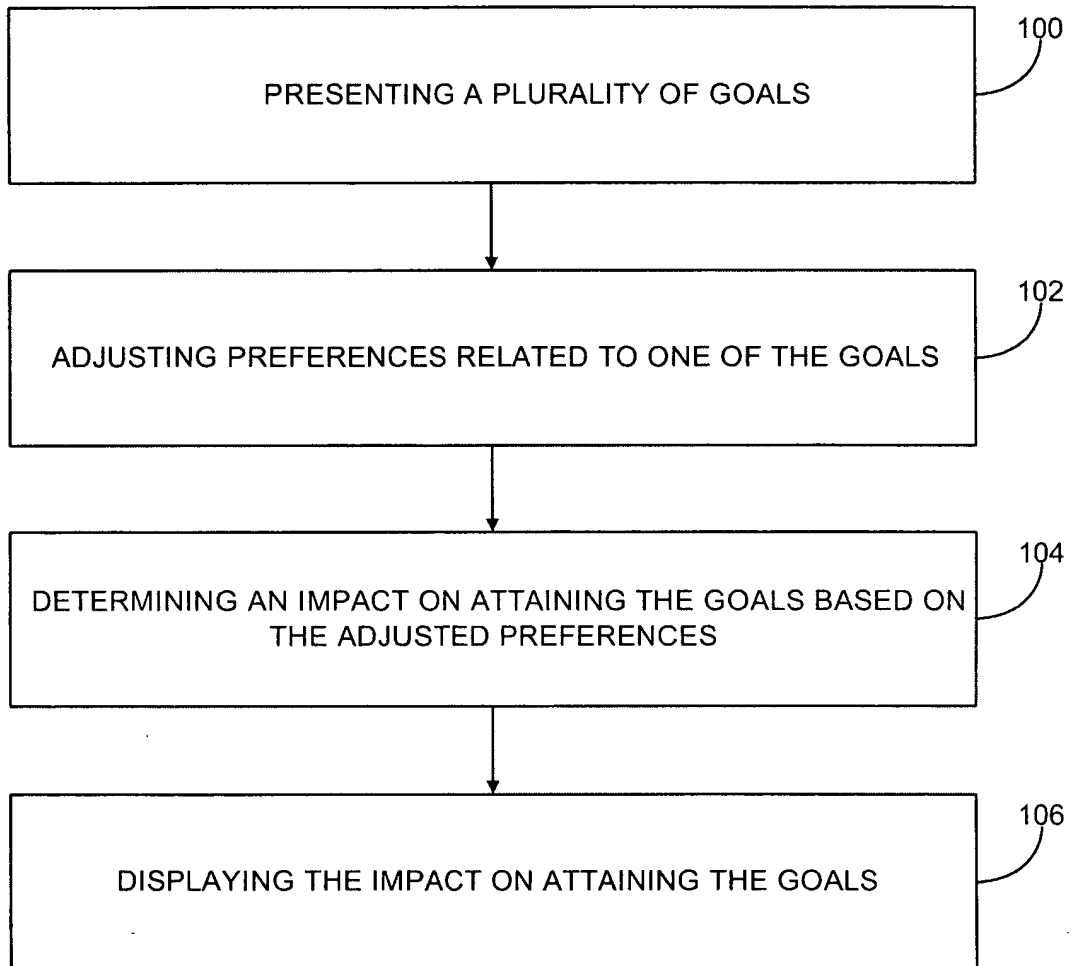 100
PRESENTING A PLURALITY OF GOALS
102
ADJUSTING PREFERENCES RELATED TO ONE OF THE GOALS
104
DETERMINING AN IMPACT ON ATTAINING THE GOALS BASED ON
THE ADJUSTED PREFERENCES
106
DISPLAYING THE IMPACT ON ATTAINING THE GOALS